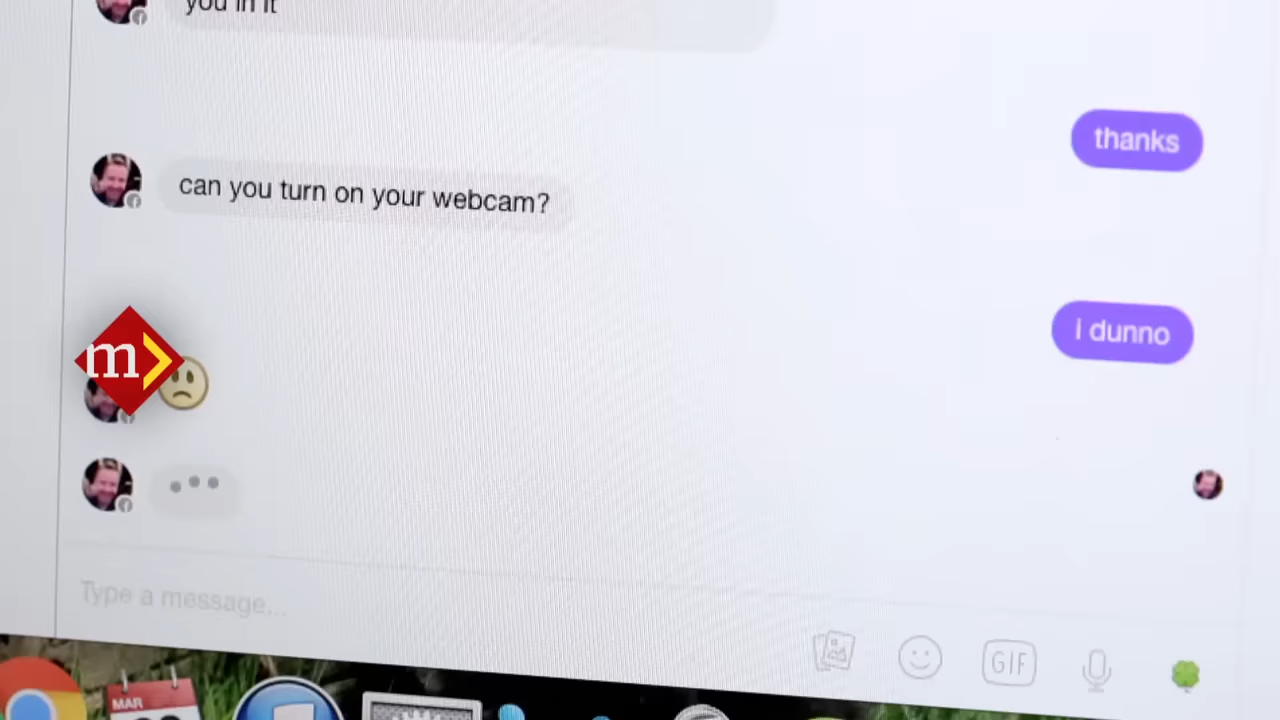 you in it
thanks
can you turn on your webcam?
i dunno
m>
Type a message...
GIF
MAR